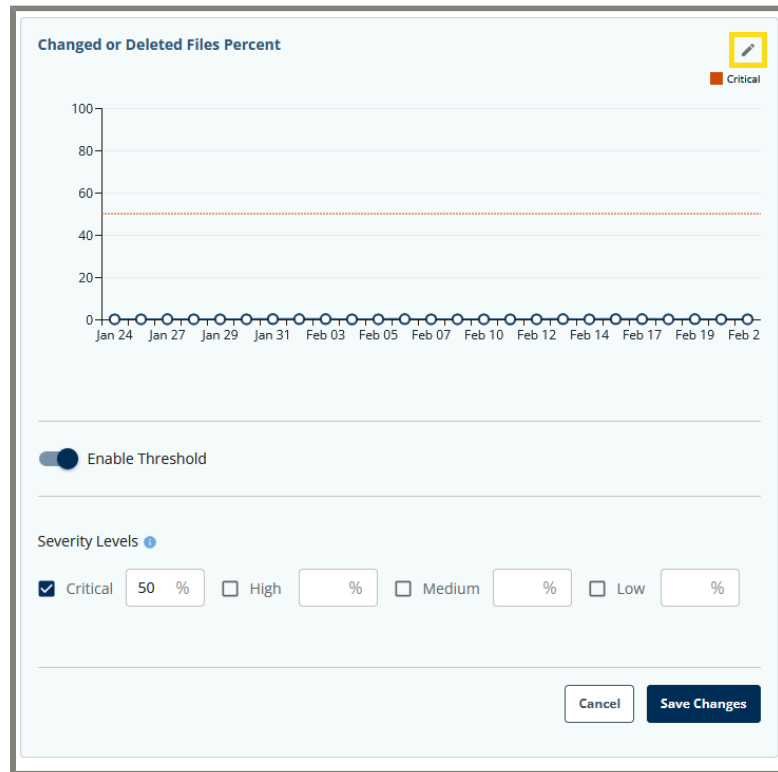 Changed or Deleted Files Percent
Critical
100
80
60
40
20
0
Jan 24 Jan 27 Jan 29 Jan 31 Feb 03 Feb 05 Feb 07 Feb 10 Feb 12 Feb 14 Feb 17 Feb 19 Feb 2
Enable Threshold
Severity Levels
Critical 50 % High % Medium % Low %
Cancel Save Changes